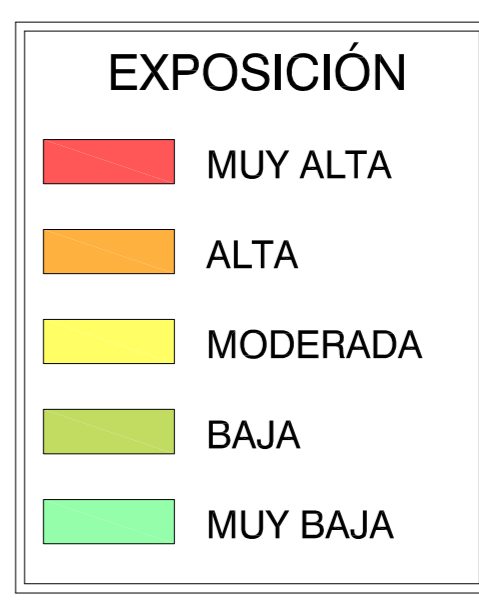 EXPOSICIÓN
MUY ALTA
ALTA
MODERADA
BAJA
MUY BAJA